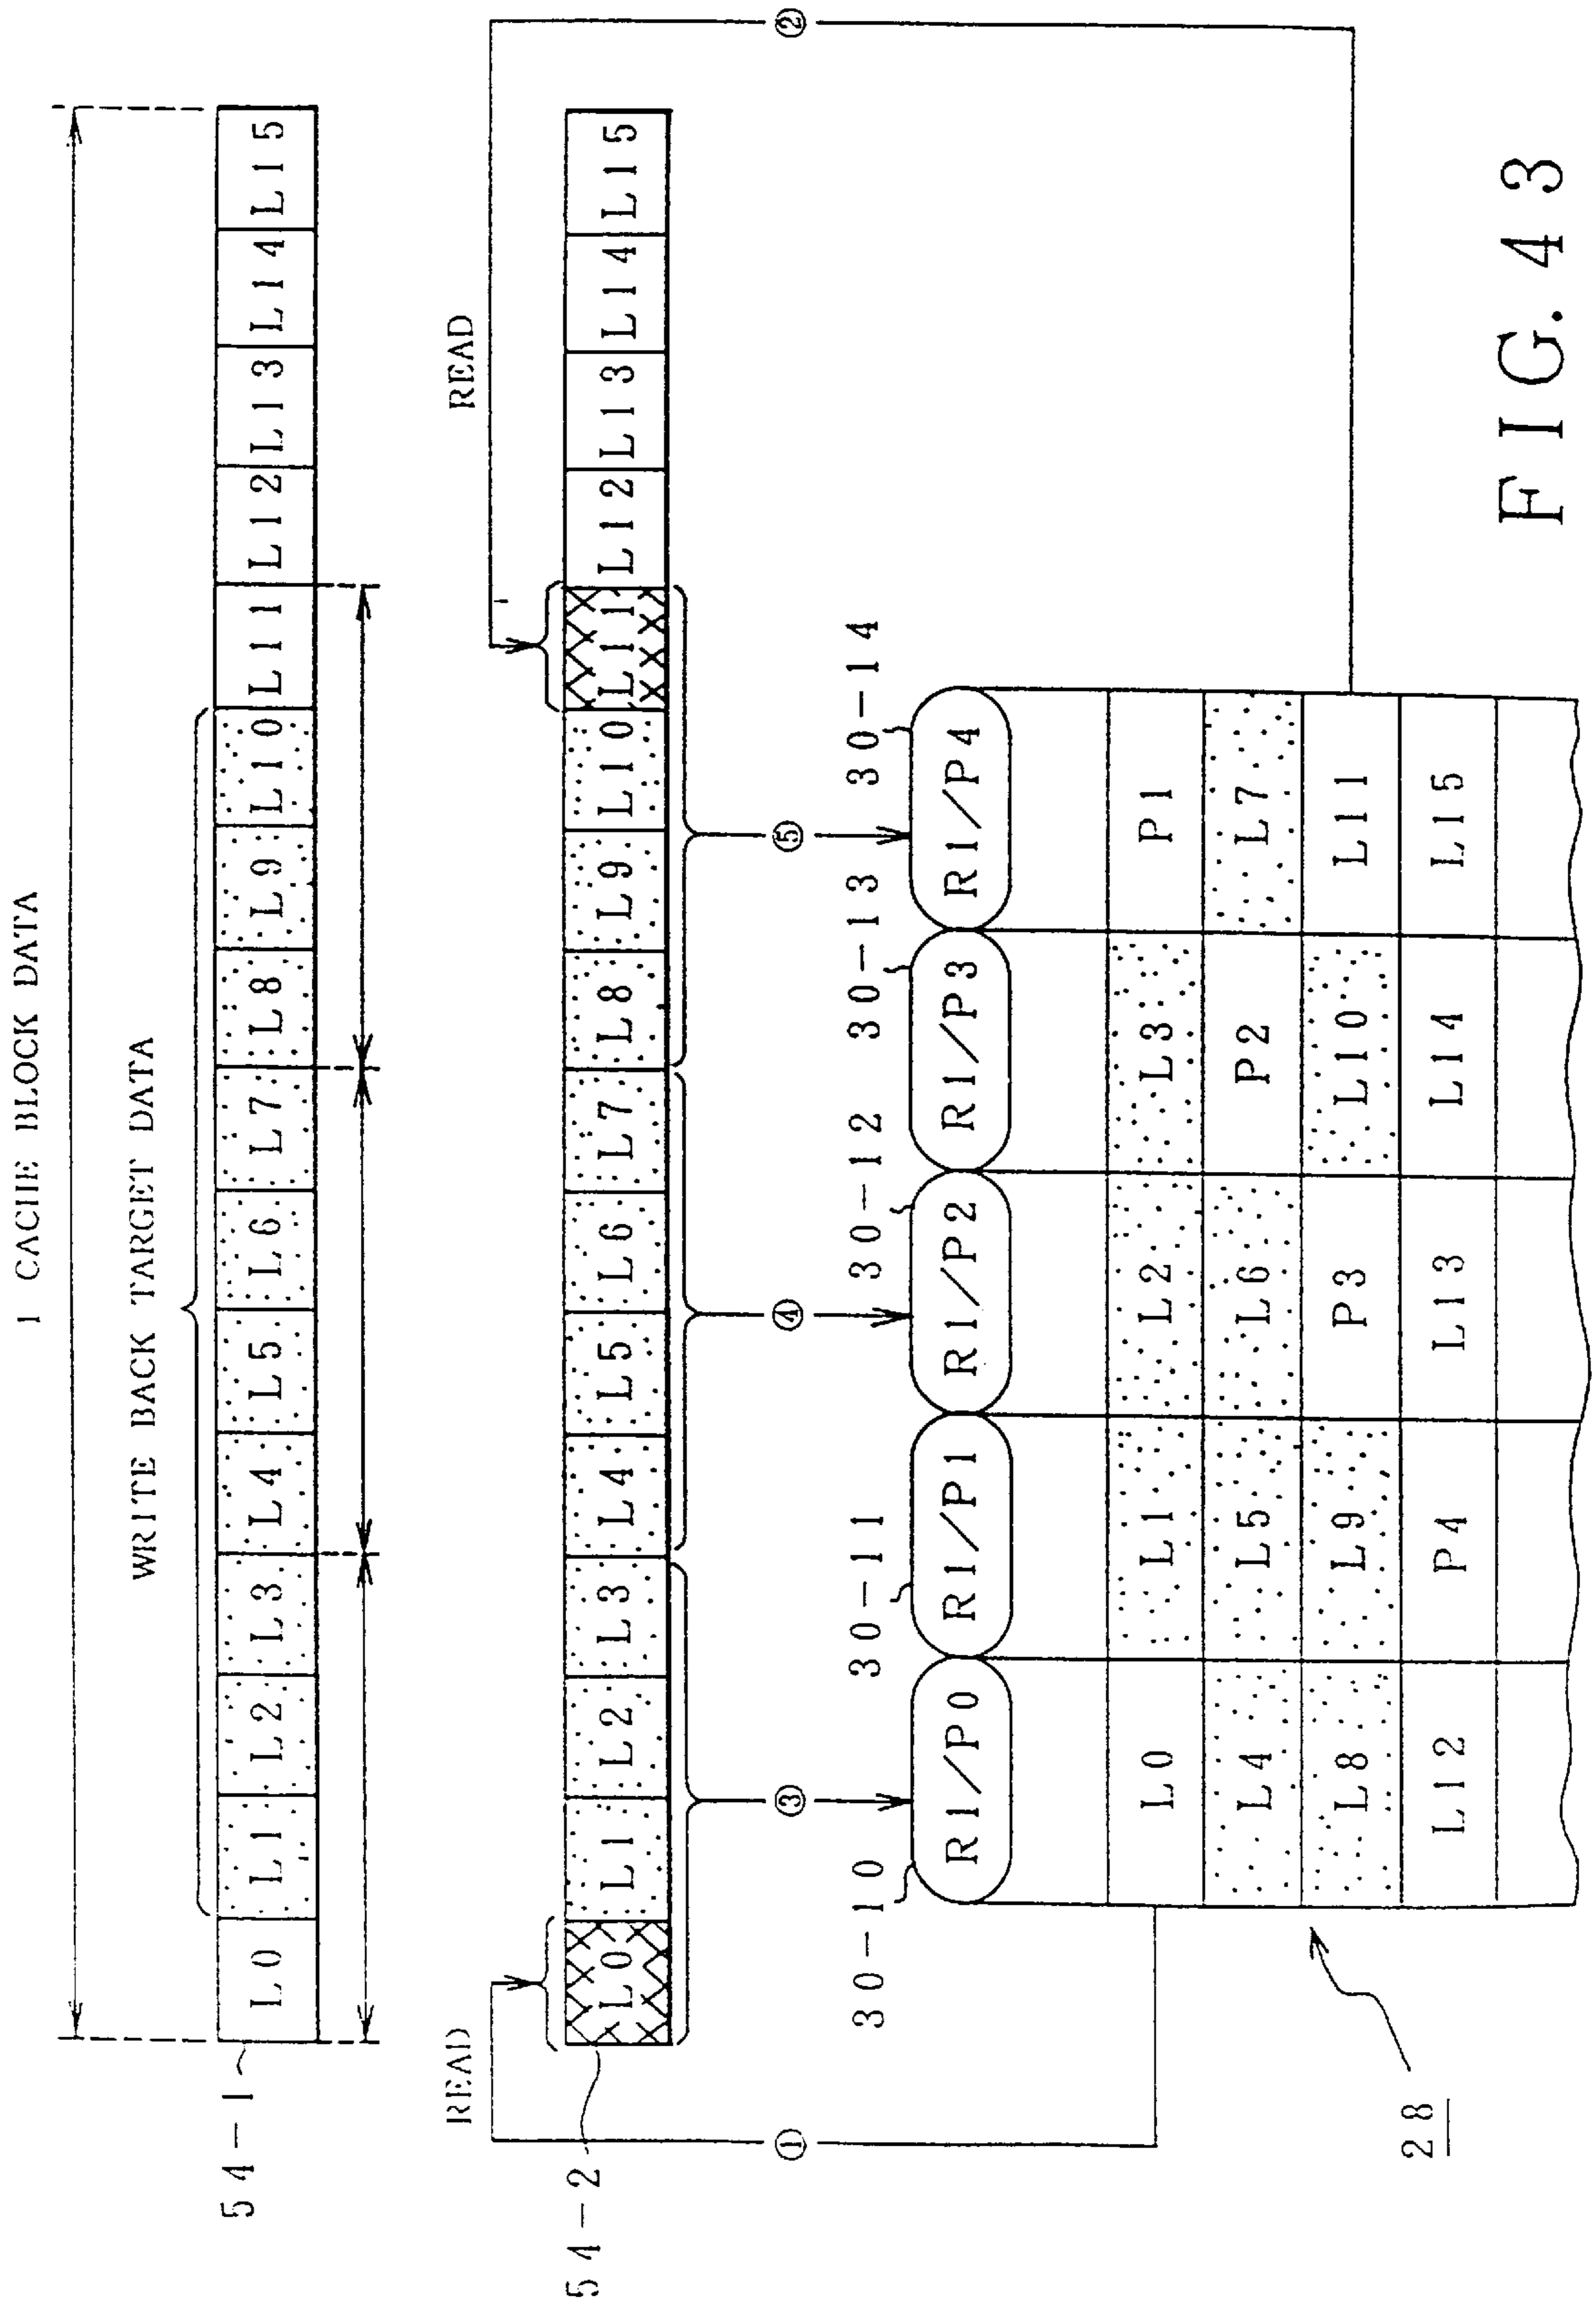 1 CACHE BLOCK DATA
WRITE BACK TARGET DATA
54-1
L0 L1 L2 L3 L4 L5 L6 L7 L8 L9 L10 L11 L12 L13 L14 L15
READ READ
54-2
L0 L1 L2 L3 L4 L5 L6 L7 L8 L9 L10 L11 L12 L13 L14 L15
① ③ ④ ⑤ ②
30-10 30-11 30-12 30-13 30-14
R1/P0 R1/P1 R1/P2 R1/P3 R1/P4
L0 L1 L2 L3 P1
L4 L5 L6 P2 L7
L8 L9 P3 L10 L11
L12 P4 L13 L14 L15
28
FIG. 43